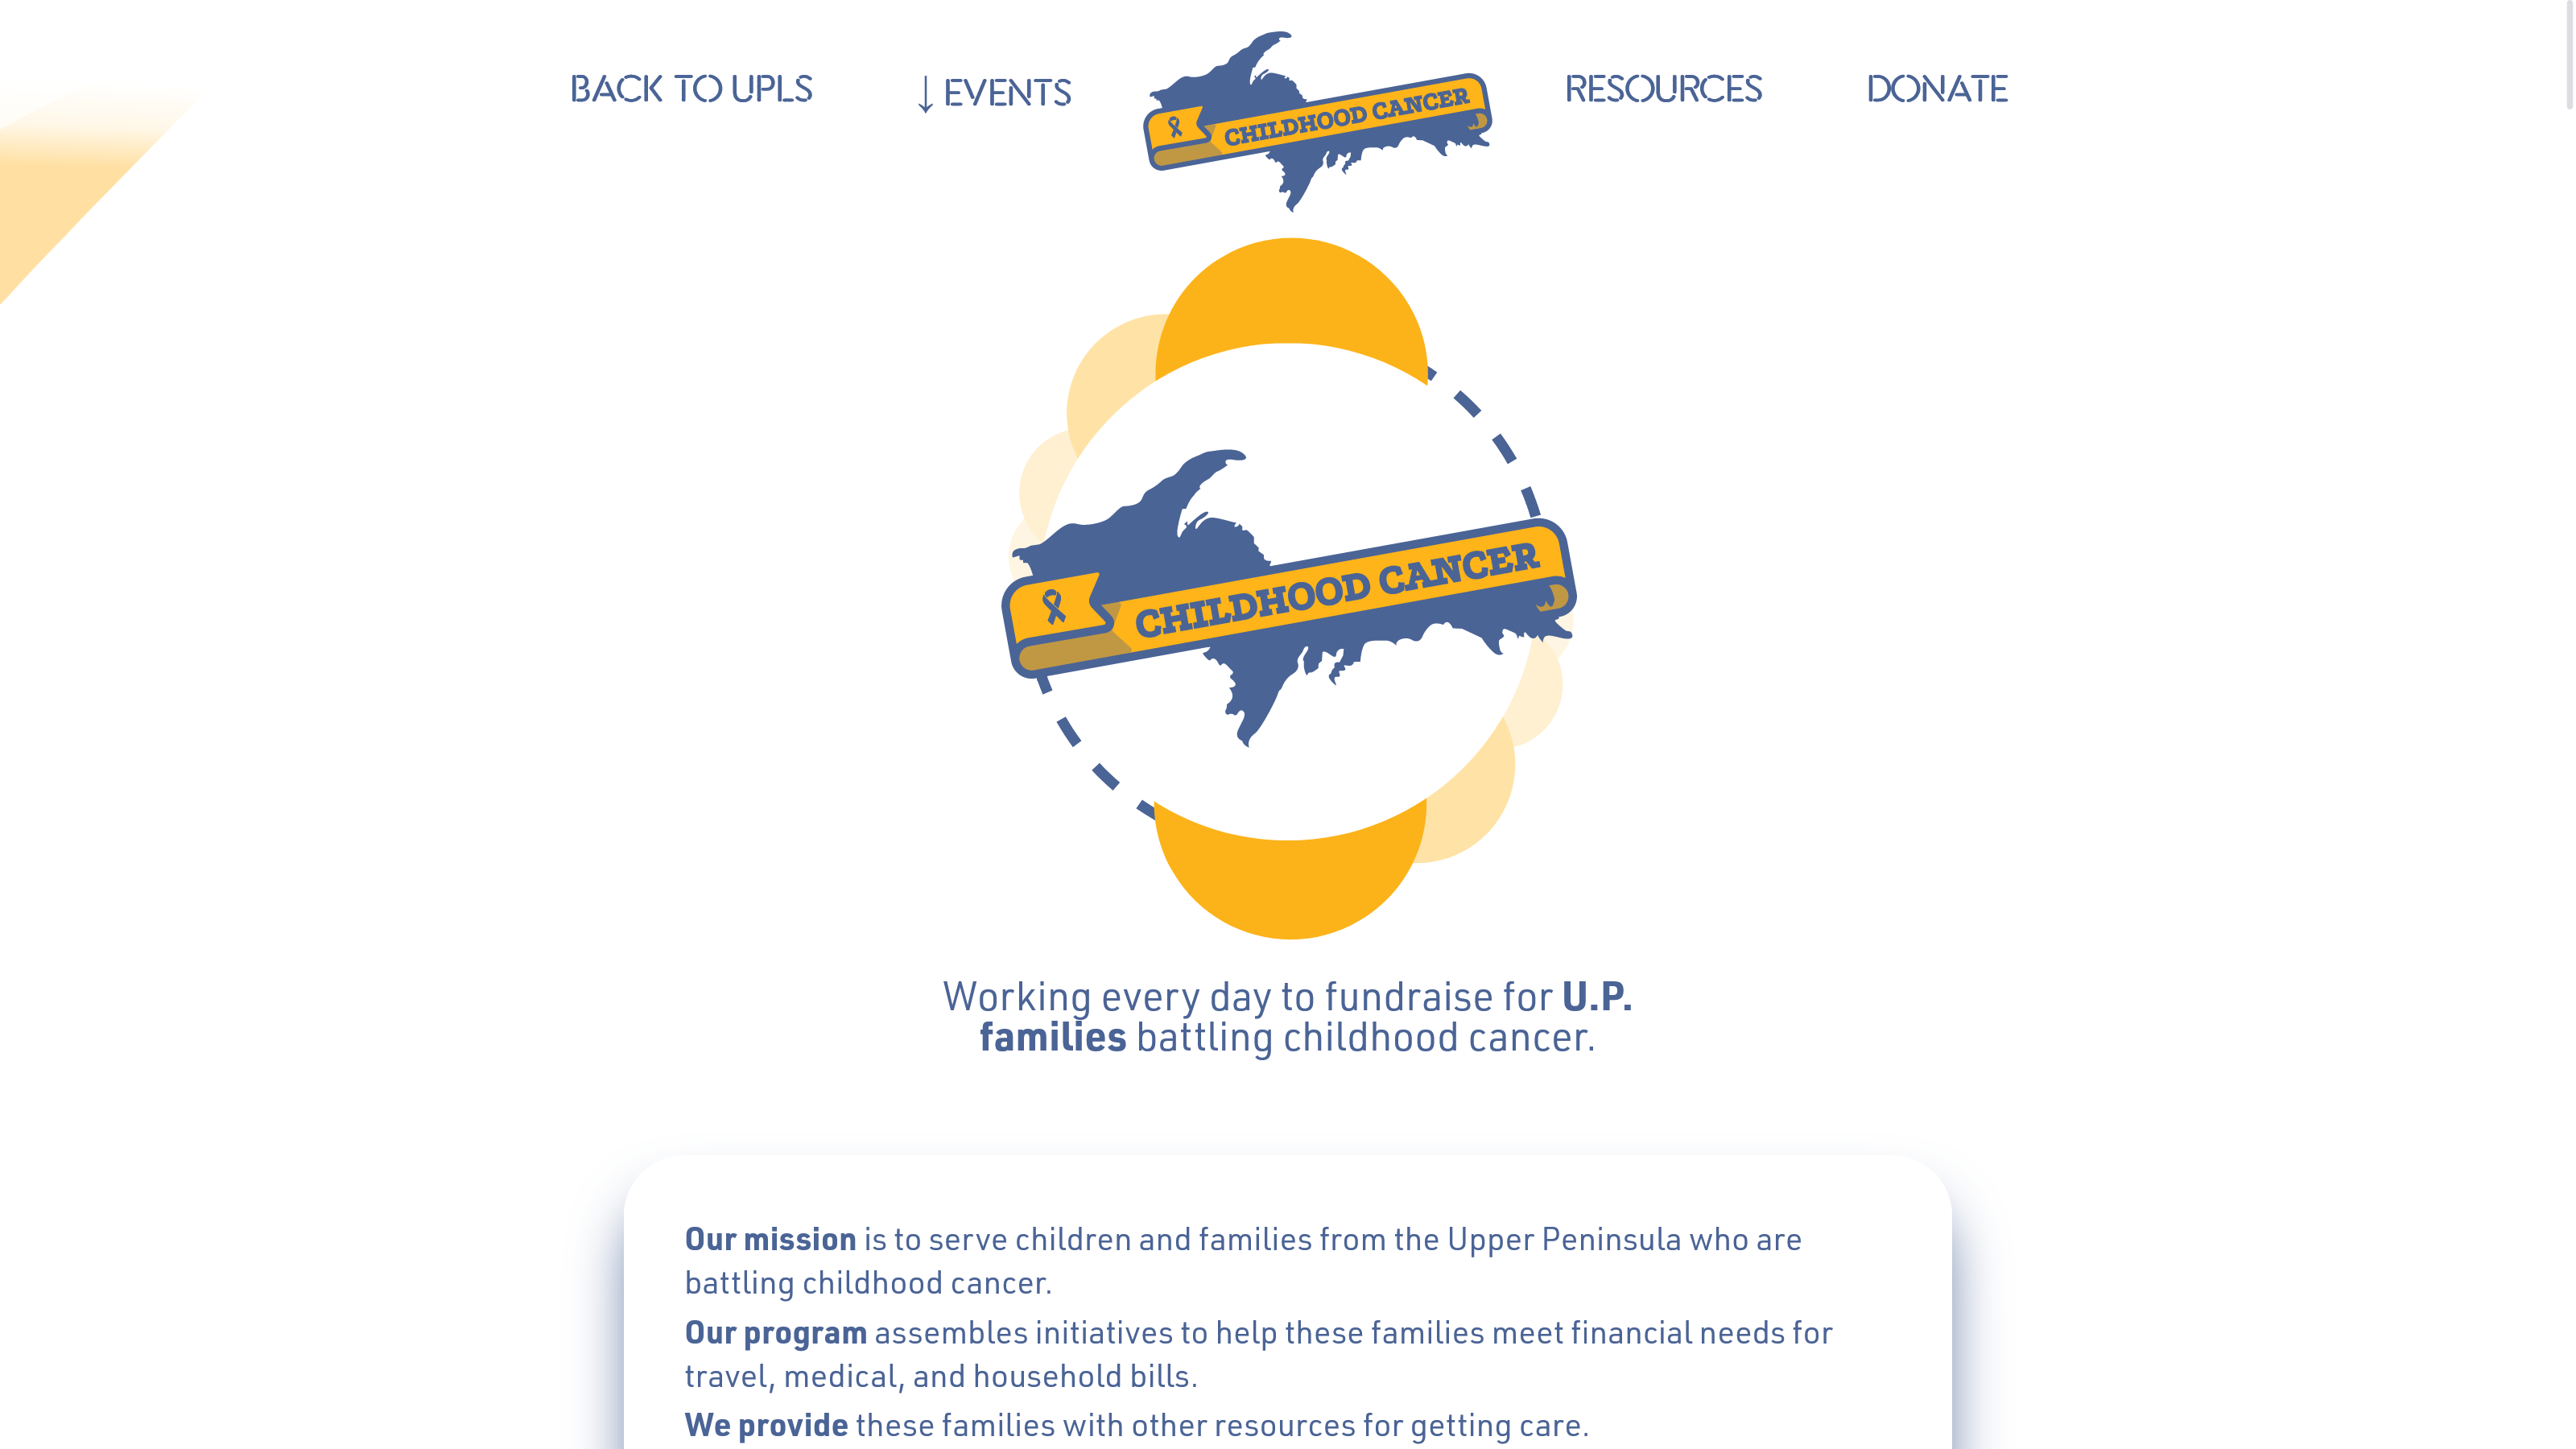 BACK TO UPLS
↓ EVENTS
CHILDHOOD CANCER
RESOURCES
DONATE
CHILDHOOD CANCER
Working every day to fundraise for U.P.
families battling childhood cancer.
Our mission is to serve children and families from the Upper Peninsula who are
battling childhood cancer.
Our program assembles initiatives to help these families meet financial needs for
travel, medical, and household bills.
We provide these families with other resources for getting care.